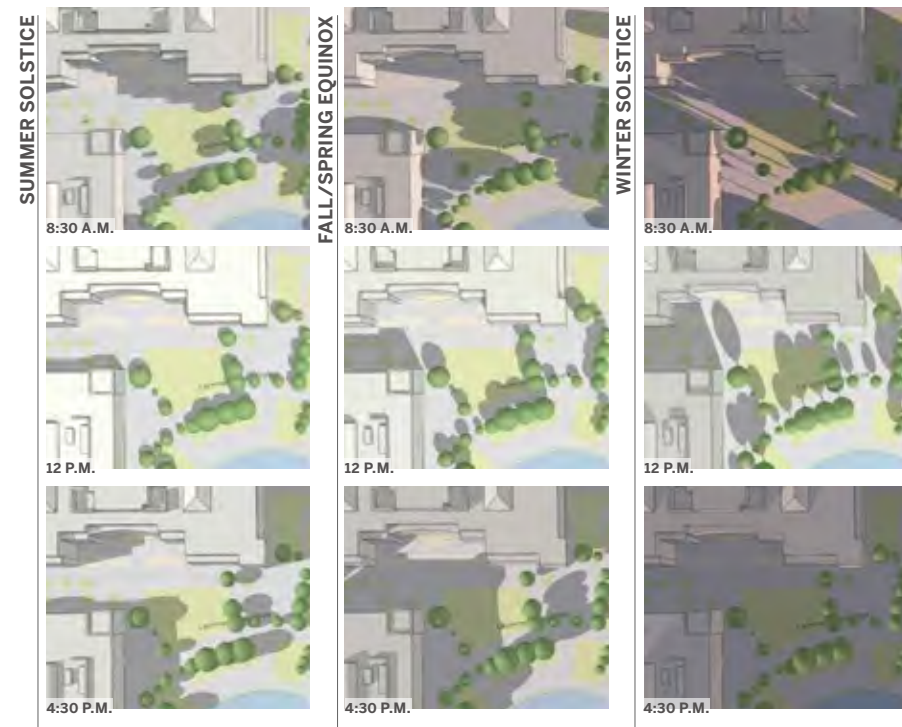 SUMMER SOLSTICE
8:30 A.M.
12 P.M.
4:30 P.M.
FALL/SPRING EQUINOX
8:30 A.M.
12 P.M.
4:30 P.M.
WINTER SOLSTICE
8:30 A.M.
12 P.M.
4:30 P.M.